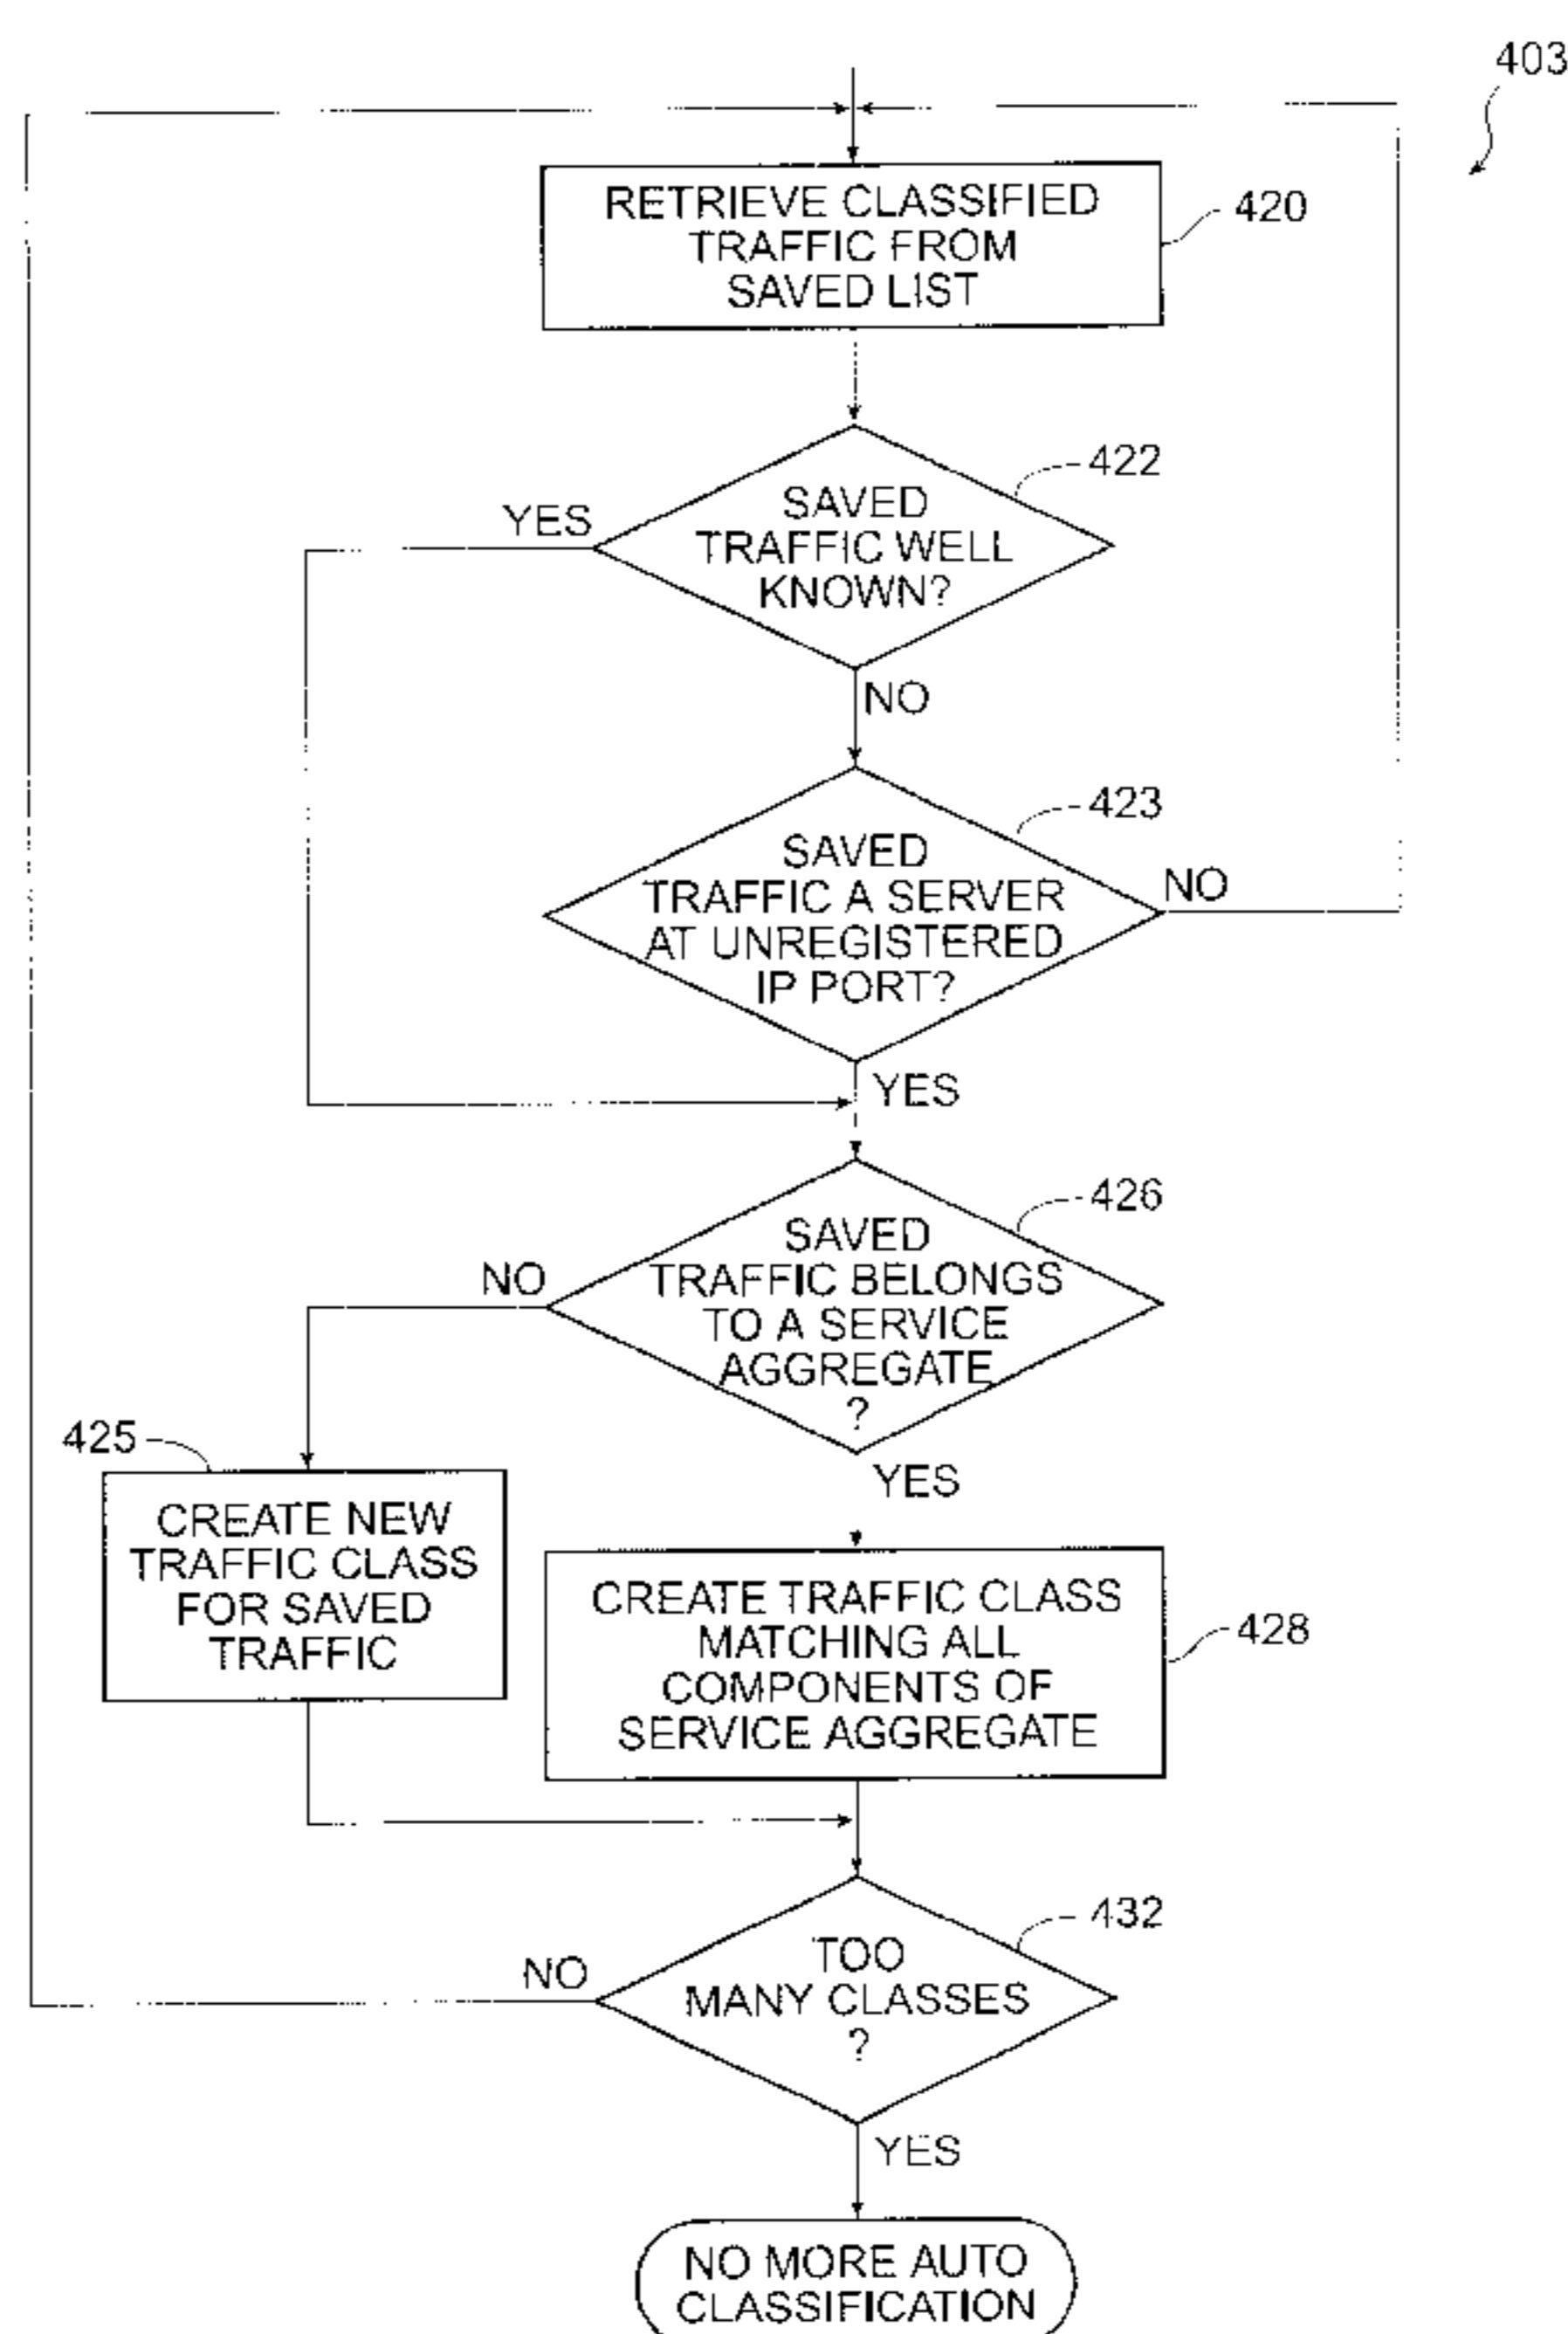 403
RETRIEVE CLASSIFIED
TRAFFIC FROM
SAVED LIST
420
422
YES
SAVED
TRAFFIC WELL
KNOWN?
NO
423
SAVED
TRAFFIC A SERVER
AT UNREGISTERED
IP PORT?
NO
YES
426
NO
SAVED
TRAFFIC BELONGS
TO A SERVICE
AGGREGATE
?
425
YES
CREATE NEW
TRAFFIC CLASS
FOR SAVED
TRAFFIC
CREATE TRAFFIC CLASS
MATCHING ALL
COMPONENTS OF
SERVICE AGGREGATE
428
432
NO
TOO
MANY CLASSES
?
YES
NO MORE AUTO
CLASSIFICATION